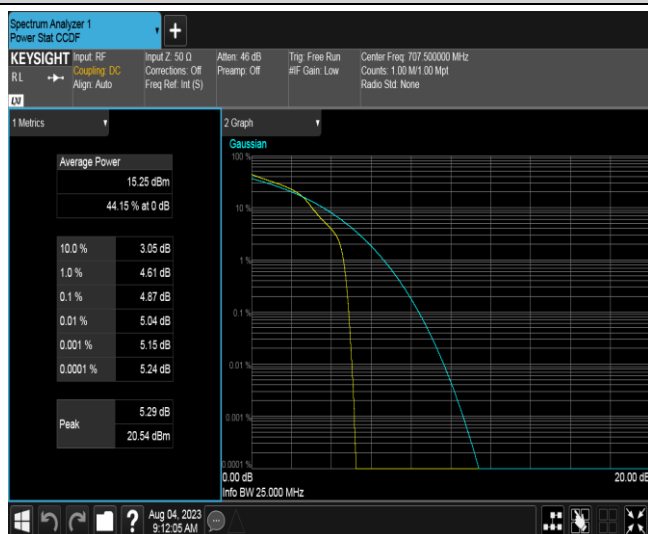 Spectrum Analyzer 1
Power Stat CCDF
KEYSIGHT
R L
LXI
Input: RF
Coupling: DC
Align: Auto
Input Z: 50 Ω
Corrections: Off
Freq Ref: Int (S)
Atten: 46 dB
Preamp: Off
Trig: Free Run
#IF Gain: Low
Center Freq: 707.500000 MHz
Counts: 1.00 M/1.00 Mpt
Radio Std: None
1 Metrics
Average Power
15.25 dBm
44.15 % at 0 dB
10.0 % 3.05 dB
1.0 % 4.61 dB
0.1 % 4.87 dB
0.01 % 5.04 dB
0.001 % 5.15 dB
0.0001 % 5.24 dB
Peak
5.29 dB
20.54 dBm
2 Graph
Gaussian
100 %
10 %
1 %
0.1 %
0.01 %
0.001 %
0.0001 %
0.00 dB
20.00 dB
Info BW 25.000 MHz
Aug 04, 2023
9:12:05 AM